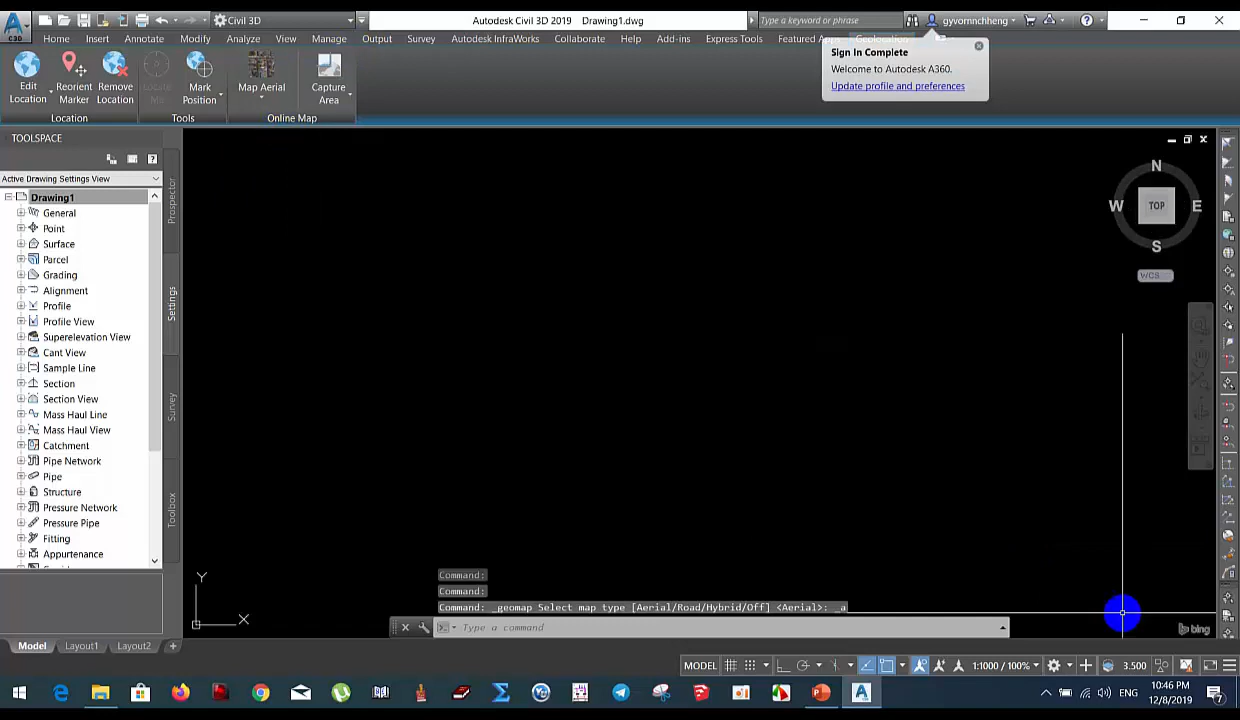 C3D
Civil 3D
Autodesk Civil 3D 2019 Drawing1.dwg
Type a keyword or phrase
gyvornnchheng
Home Insert Annotate Modify Analyze View Manage Output Survey Autodesk InfraWorks Collaborate Help Add-ins Express Tools Featured Apps Geolocation
Sign In Complete
Welcome to Autodesk A360.
Update profile and preferences
Edit Location
Reorient Marker
Remove Location
Locate Me
Mark Position
Map Aerial
Capture Area
Location Tools Online Map
TOOLSPACE
Active Drawing Settings View
Drawing1
General
Point
Surface
Parcel
Grading
Alignment
Profile
Profile View
Superelevation View
Cant View
Sample Line
Section
Section View
Mass Haul Line
Mass Haul View
Catchment
Pipe Network
Pipe
Structure
Pressure Network
Pressure Pipe
Fitting
Appurtenance
Prospector
Settings
Survey
Toolbox
N
W TOP E
S
WCS
Y
X
Command:
Command:
Command: _geomap Select map type [Aerial/Road/Hybrid/Off] <Aerial>: _a
Type a command
bing
Model Layout1 Layout2 +
MODEL 1:1000 / 100% 3.500
ENG
10:46 PM
12/8/2019
7